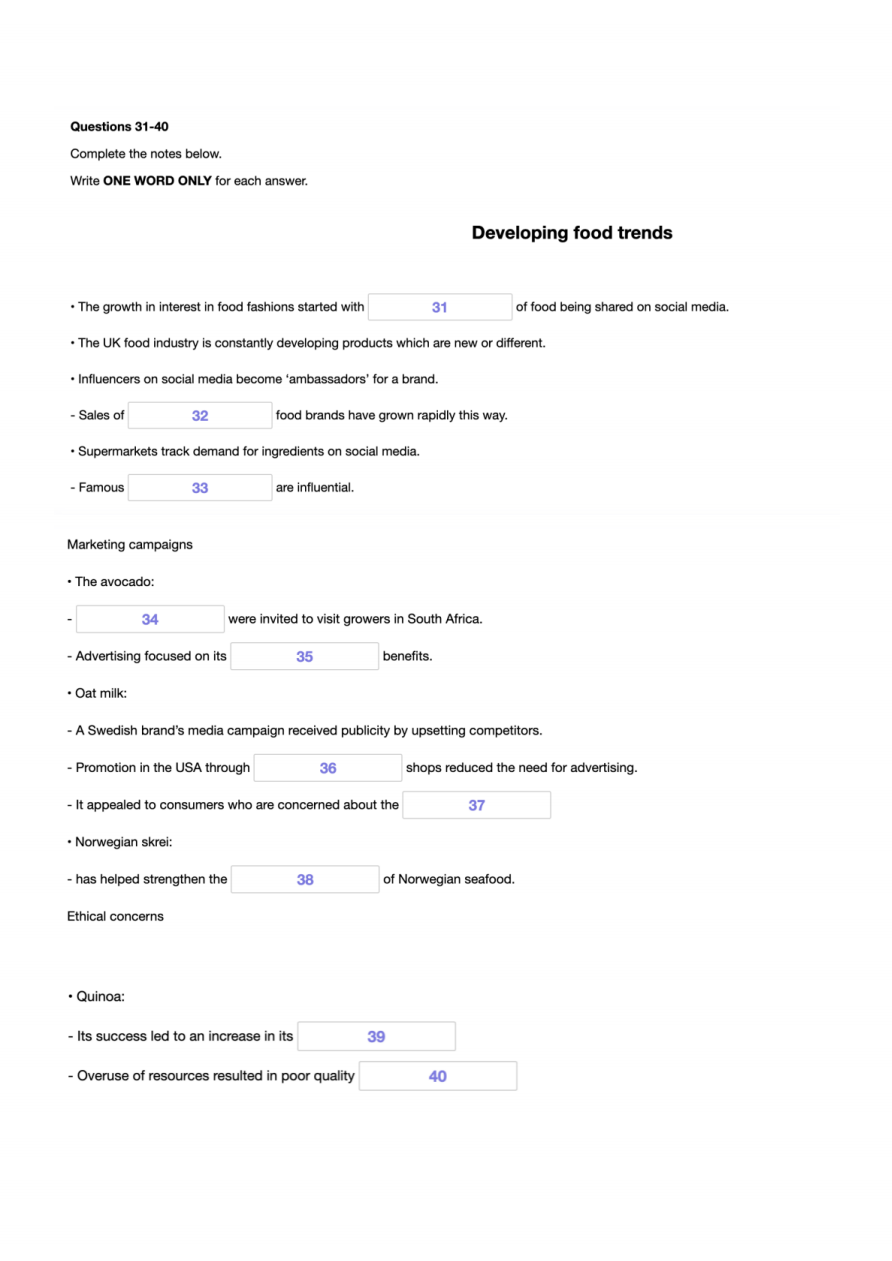 Questions 31-40
Complete the notes below.
Write ONE WORD ONLY for each answer.
Developing food trends
• The growth in interest in food fashions started with 31 of food being shared on social media.
• The UK food industry is constantly developing products which are new or different.
• Influencers on social media become ‘ambassadors’ for a brand.
- Sales of 32 food brands have grown rapidly this way.
• Supermarkets track demand for ingredients on social media.
- Famous 33 are influential.
Marketing campaigns
• The avocado:
- 34 were invited to visit growers in South Africa.
- Advertising focused on its 35 benefits.
• Oat milk:
- A Swedish brand’s media campaign received publicity by upsetting competitors.
- Promotion in the USA through 36 shops reduced the need for advertising.
- It appealed to consumers who are concerned about the 37
• Norwegian skrei:
- has helped strengthen the 38 of Norwegian seafood.
Ethical concerns
• Quinoa:
- Its success led to an increase in its 39
- Overuse of resources resulted in poor quality 40